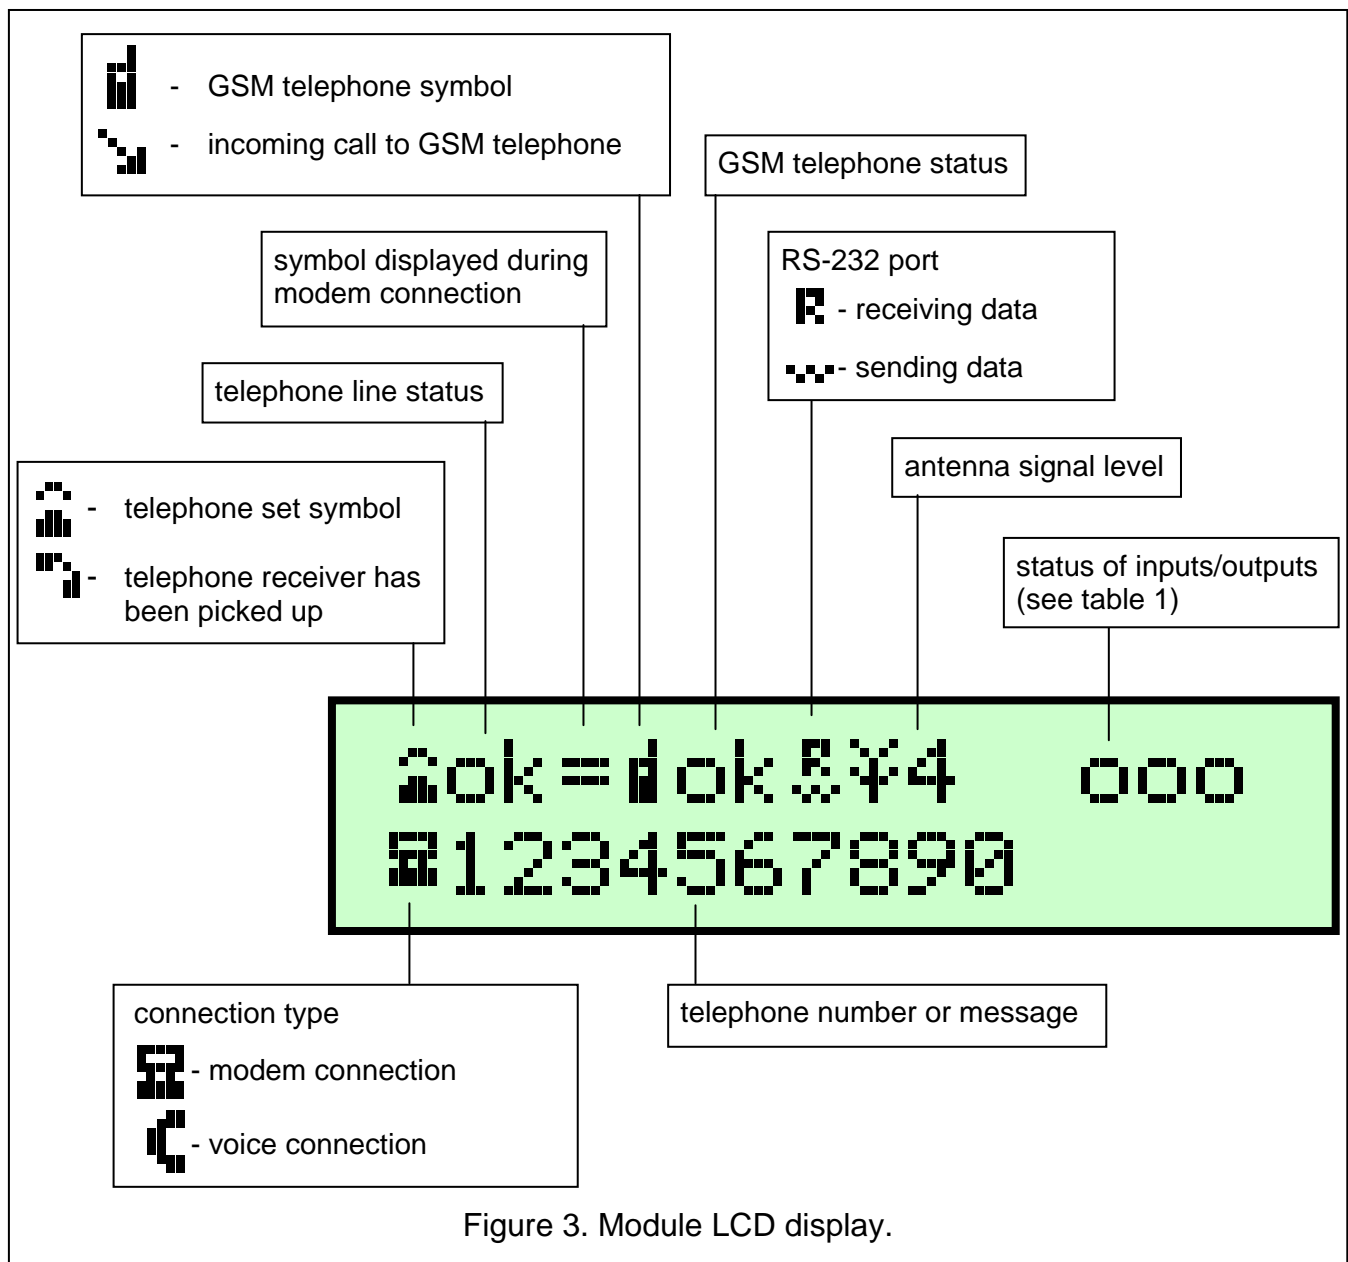 - GSM telephone symbol
- incoming call to GSM telephone
GSM telephone status
symbol displayed during
modem connection
RS-232 port
R - receiving data
- sending data
telephone line status
antenna signal level
- telephone set symbol
- telephone receiver has
been picked up
status of inputs/outputs
(see table 1)
ok= ok ¥4 ooo
1234567890
connection type
- modem connection
- voice connection
telephone number or message
Figure 3. Module LCD display.